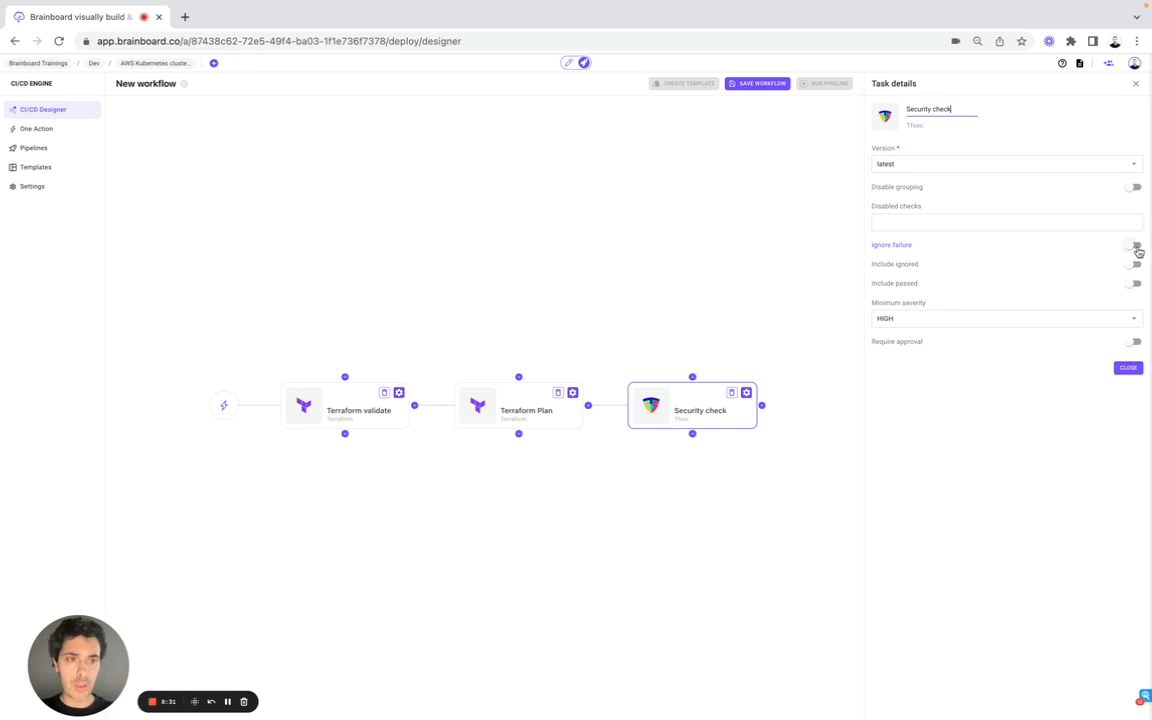 Brainboard visually build &
app.brainboard.co/a/87438c62-72e5-49f4-ba03-1f1e736f7378/deploy/designer
Brainboard Trainings / Dev / AWS Kubernetes cluste...
CI/CD ENGINE
CI/CD Designer
One Action
Pipelines
Templates
Settings
New workflow
CREATE TEMPLATE
SAVE WORKFLOW
RUN PIPELINE
Terraform validate
Terraform
Terraform Plan
Terraform
Security check
Tfsec
Task details
Security check
Tfsec
Version *
latest
Disable grouping
Disabled checks
Ignore failure
Include ignored
Include passed
Minimum severity
HIGH
Require approval
CLOSE
8:31